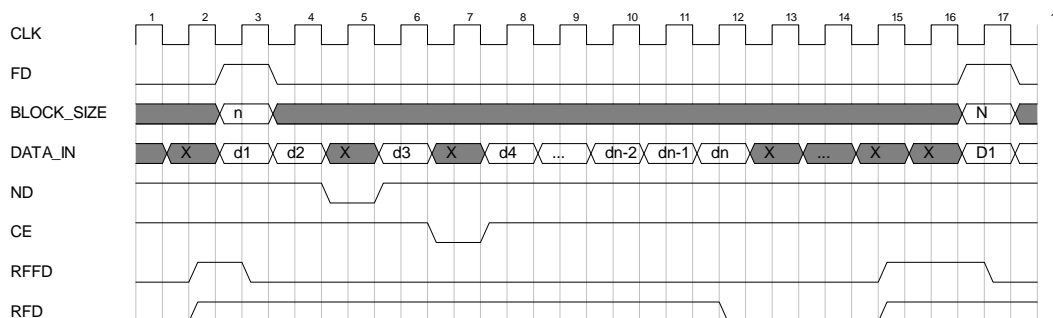 1 2 3 4 5 6 7 8 9 10 11 12 13 14 15 16 17 1
CLK
FD
BLOCK_SIZE n N
DATA_IN X d1 d2 X d3 X d4 ... dn-2 dn-1 dn X ... X X D1
ND
CE
RFFD
RFD